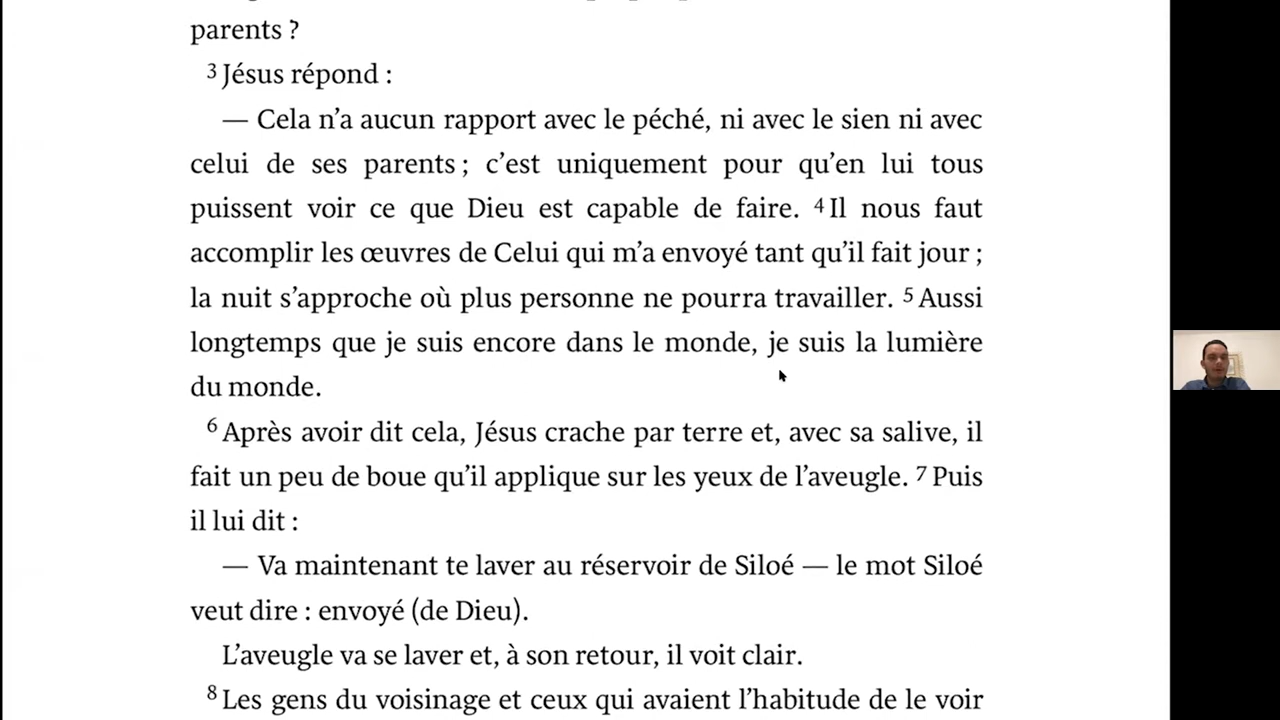 parents ?
3 Jésus répond :
— Cela n’a aucun rapport avec le péché, ni avec le sien ni avec
celui de ses parents ; c’est uniquement pour qu’en lui tous
puissent voir ce que Dieu est capable de faire. 4 Il nous faut
accomplir les œuvres de Celui qui m’a envoyé tant qu’il fait jour ;
la nuit s’approche où plus personne ne pourra travailler. 5 Aussi
longtemps que je suis encore dans le monde, je suis la lumière
du monde.
6 Après avoir dit cela, Jésus crache par terre et, avec sa salive, il
fait un peu de boue qu’il applique sur les yeux de l’aveugle. 7 Puis
il lui dit :
— Va maintenant te laver au réservoir de Siloé — le mot Siloé
veut dire : envoyé (de Dieu).
L’aveugle va se laver et, à son retour, il voit clair.
8 Les gens du voisinage et ceux qui avaient l’habitude de le voir